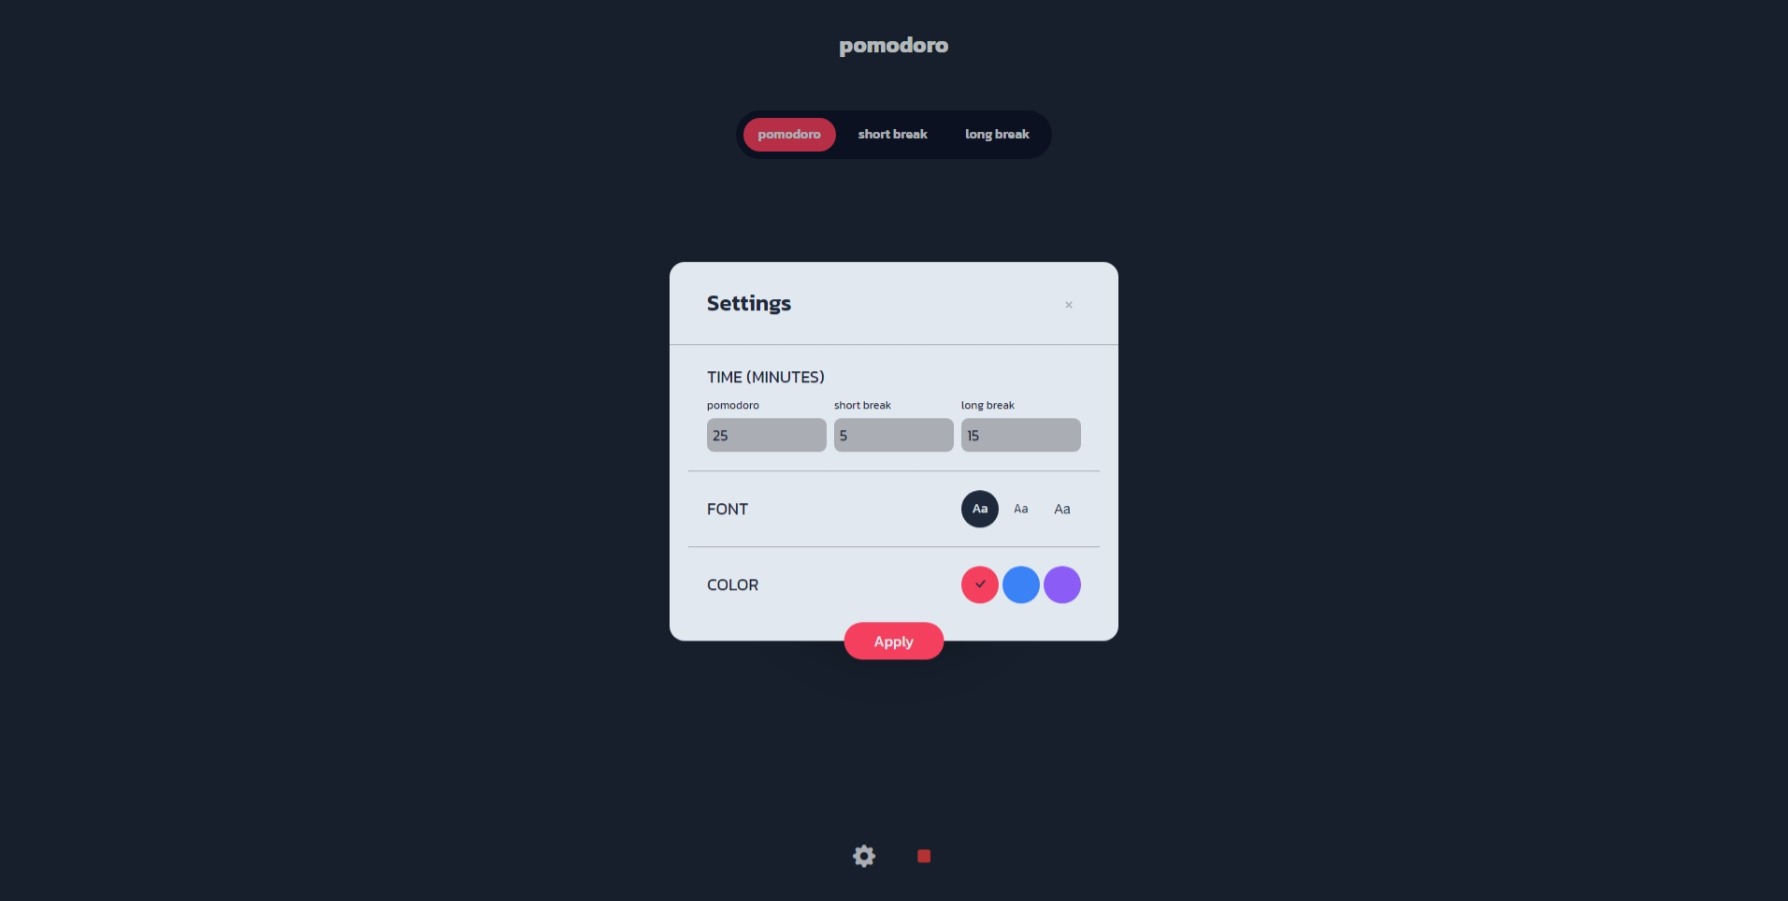 pomodoro
pomodoro short break long break
Settings ×
TIME (MINUTES)
pomodoro short break long break
25 5 15
FONT Aa Aa Aa
COLOR
Apply